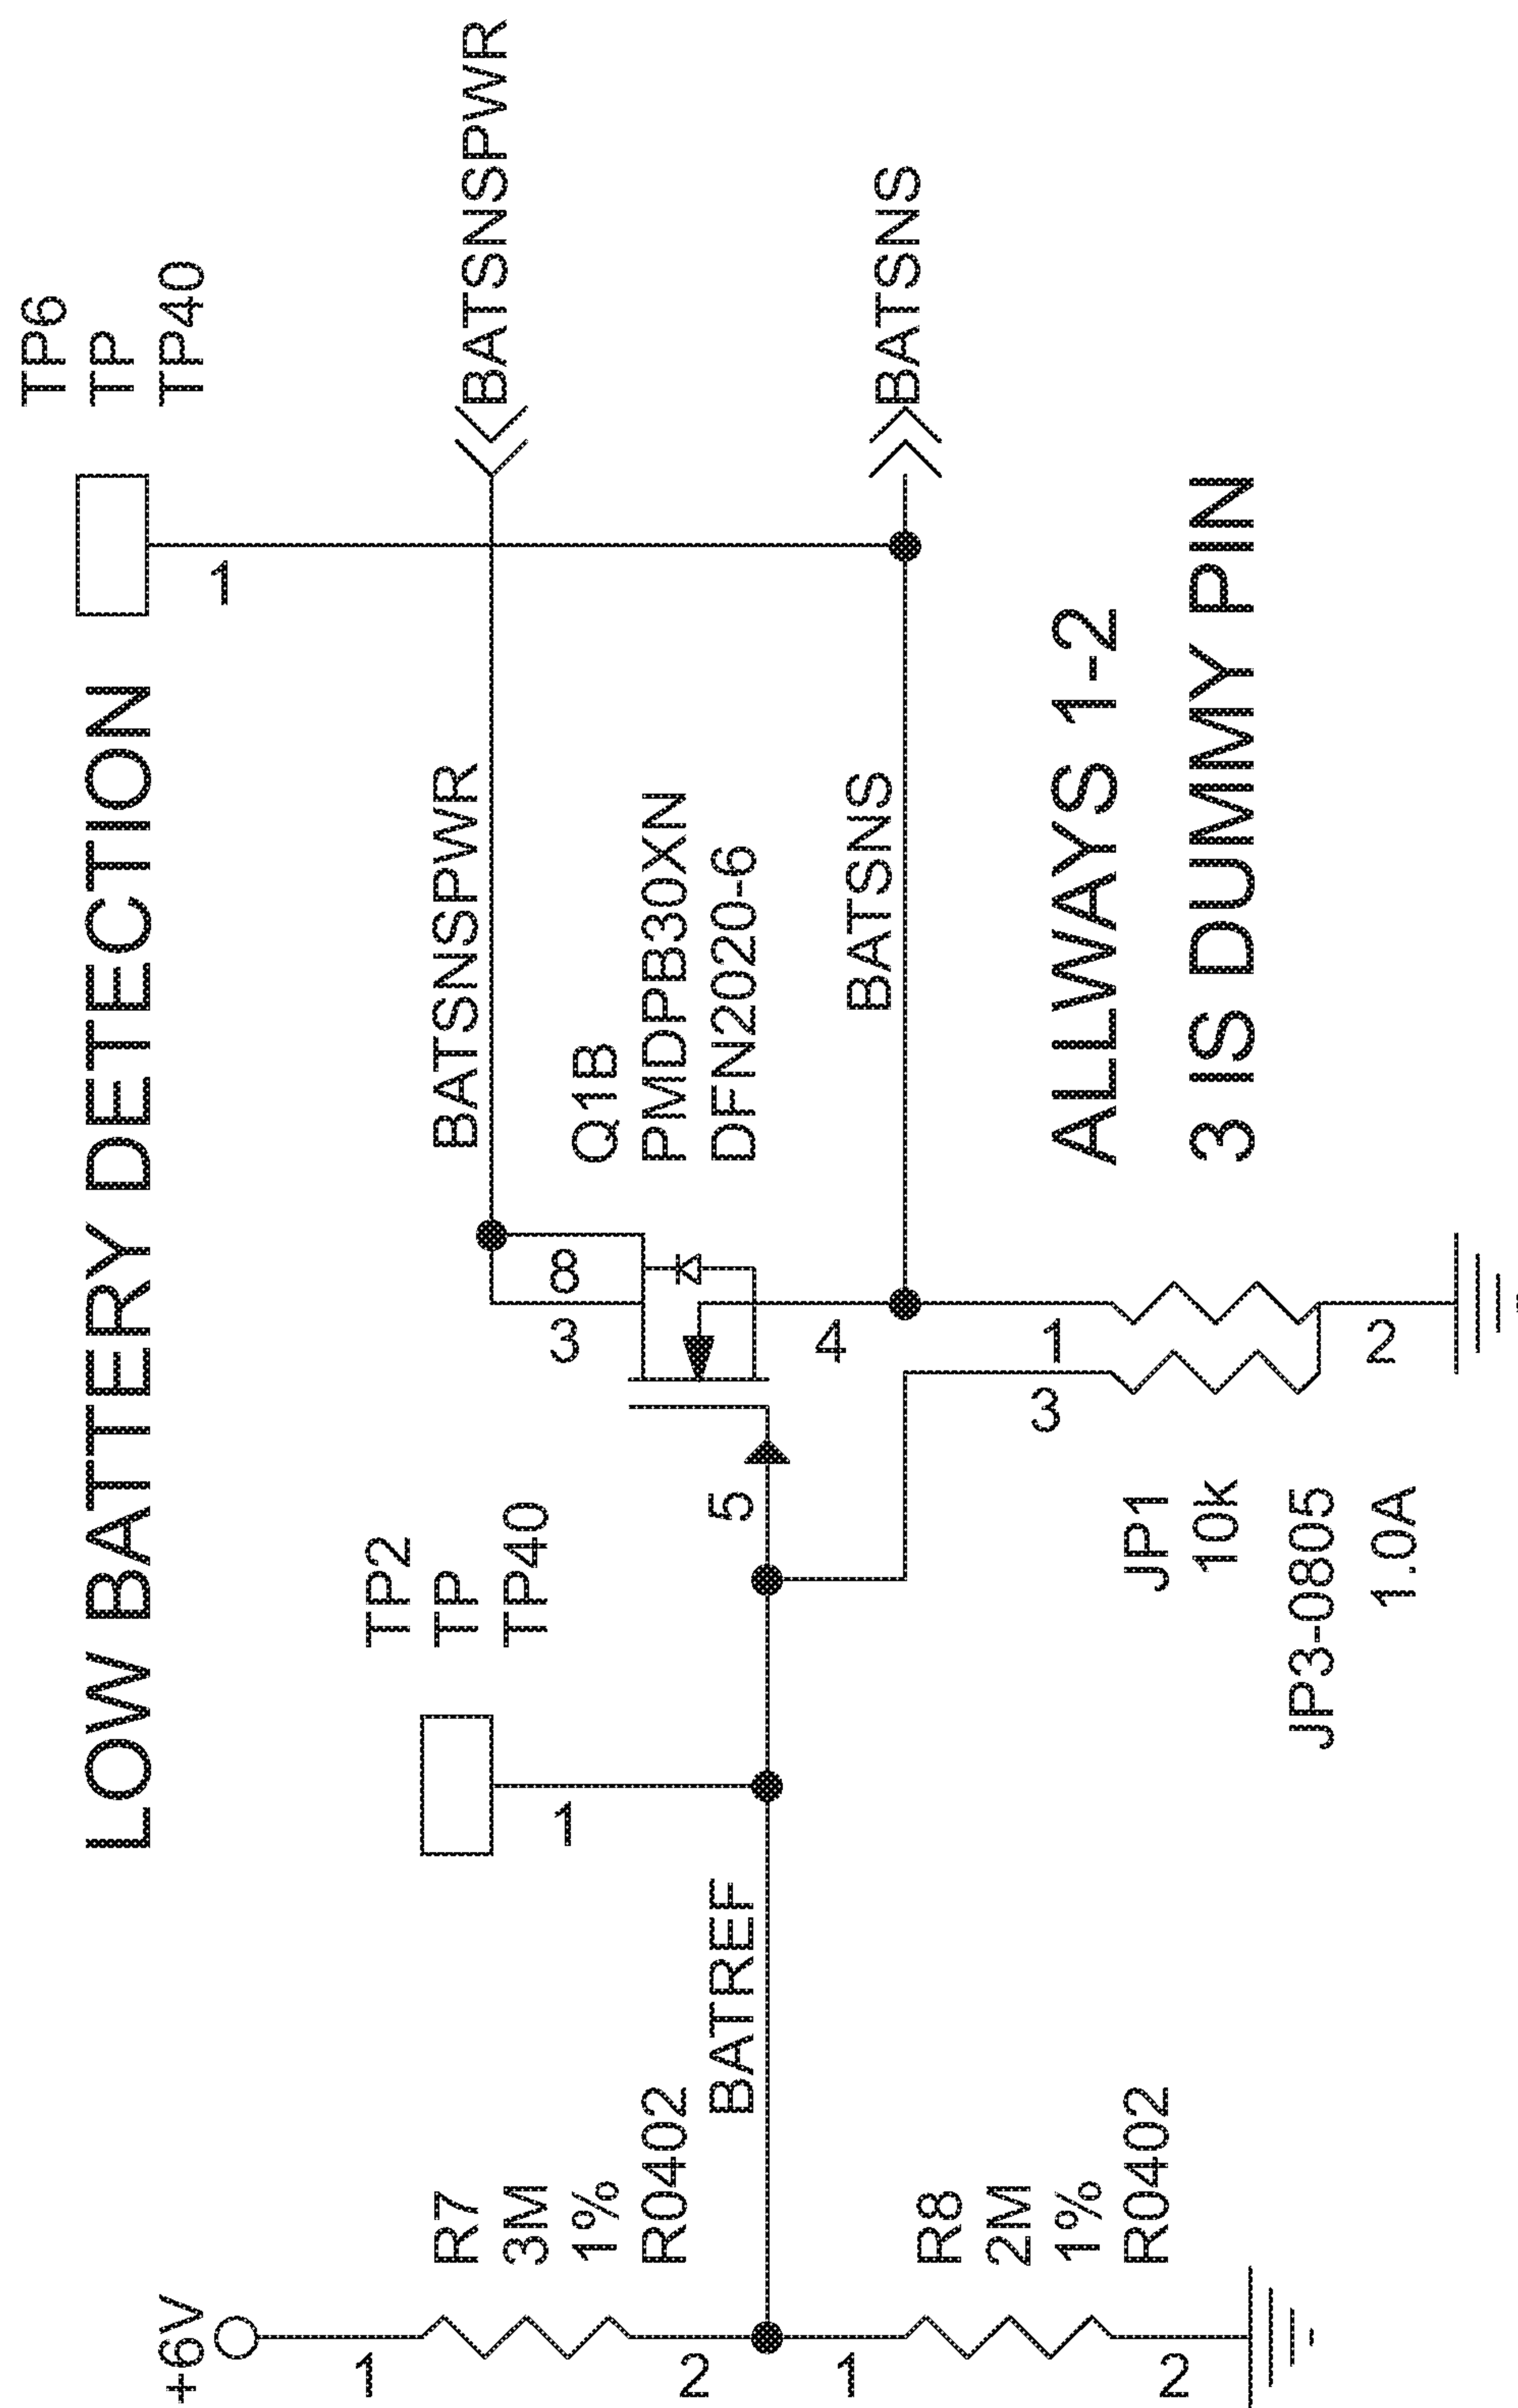 LOW BATTERY DETECTION
TP6
TP
TP40
1
+6V
1
R7
3M
1%
R0402
2
BATREF
1
R8
2M
1%
R0402
2
TP2
TP
TP40
1
5
BATSNSPWR
BATSNSPWR
8
3
Q1B
PMDPB30XN
DFN2020-6
4
BATSNS
BATSNS
1
3
2
JP1
10k
JP3-0805
1.0A
ALLWAYS 1-2
3 IS DUMMY PIN